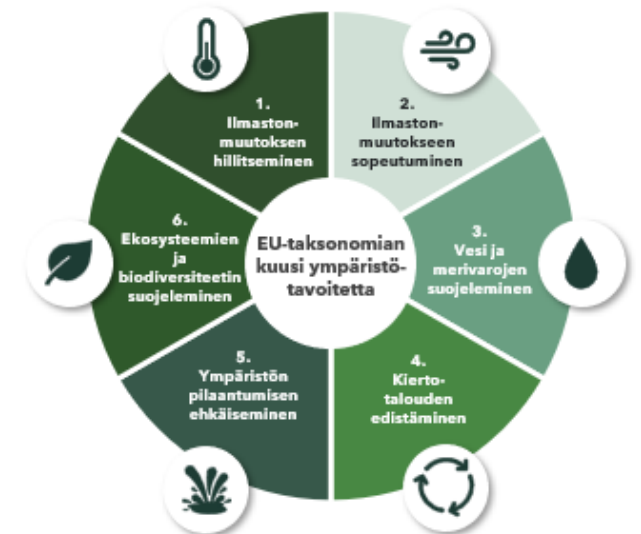 EU-taksonomian
kuusi ympäristö-
tavoitetta
1.
Ilmaston-
muutoksen
hillitseminen
2.
Ilmaston-
muutokseen
sopeutuminen
3.
Vesi ja
merivarojen
suojeleminen
4.
Kierto-
talouden
edistäminen
5.
Ympäristön
pilaantumisen
ehkäiseminen
6.
Ekosysteemien
ja
biodiversiteetin
suojeleminen